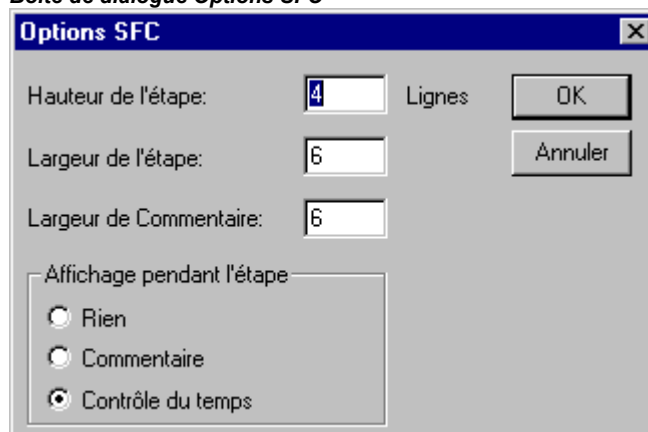 Boîte de dialogue Options SFC
Options SFC
Hauteur de l'étape: 4 Lignes OK
Largeur de l'étape: 6 Annuler
Largeur de Commentaire: 6
Affichage pendant l'étape
Rien
Commentaire
Contrôle du temps